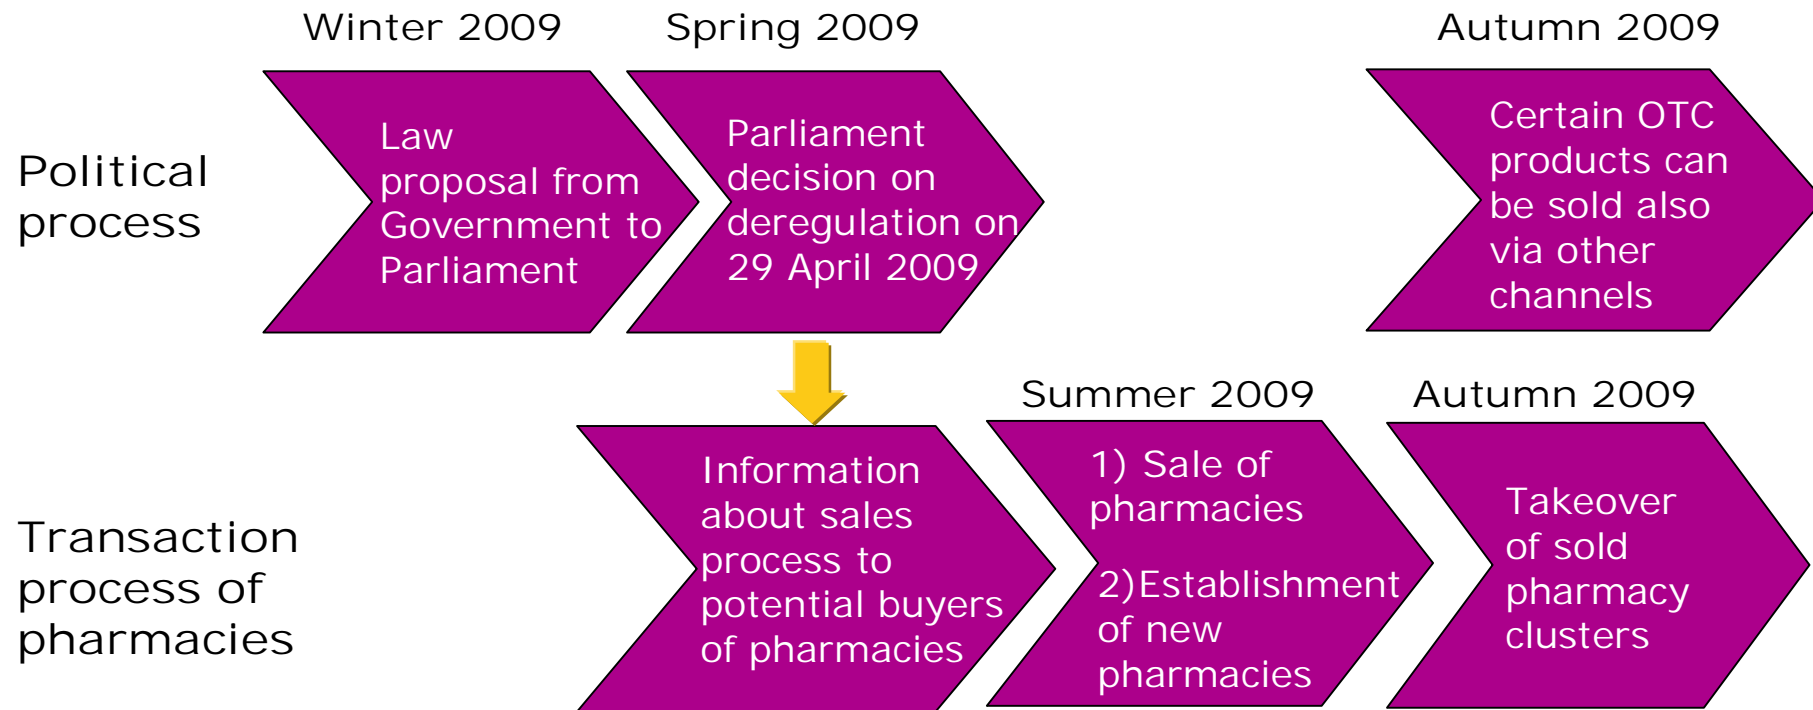 Winter 2009
Spring 2009
Autumn 2009
Political
process
Law
proposal from
Government to
Parliament
Parliament
decision on
deregulation on
29 April 2009
Certain OTC
products can
be sold also
via other
channels
Summer 2009
Autumn 2009
Transaction
process of
pharmacies
Information
about sales
process to
potential buyers
of pharmacies
1) Sale of
pharmacies
2)Establishment
of new
pharmacies
Takeover
of sold
pharmacy
clusters